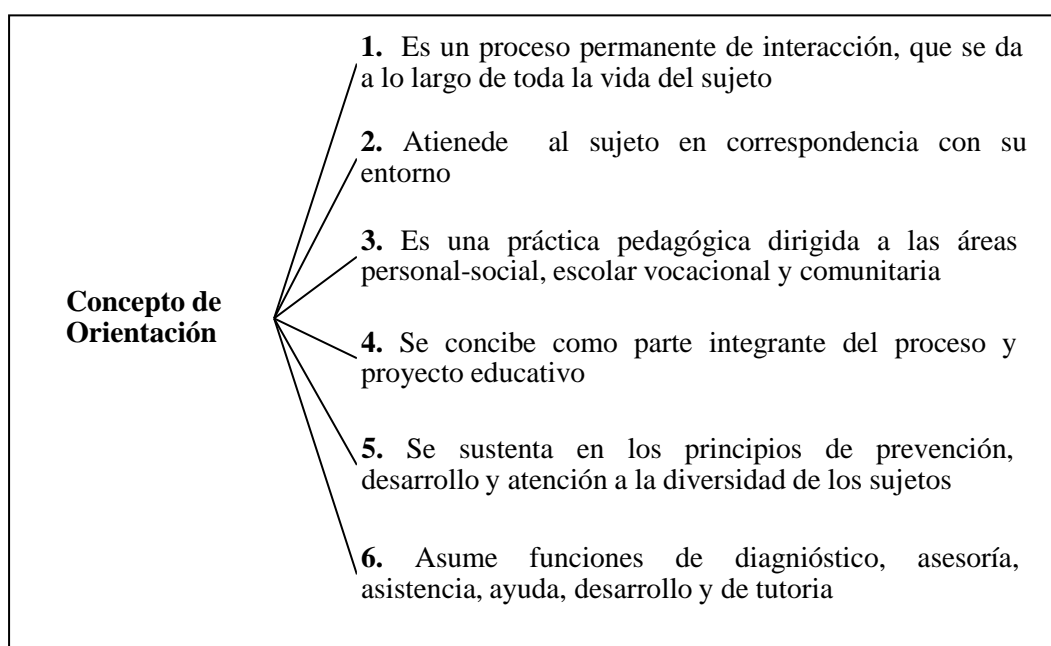 1. Es un proceso permanente de interacción, que se da
a lo largo de toda la vida del sujeto
2. Atienede al sujeto en correspondencia con su
entorno
3. Es una práctica pedagógica dirigida a las áreas
personal-social, escolar vocacional y comunitaria
Concepto de
Orientación
4. Se concibe como parte integrante del proceso y
proyecto educativo
5. Se sustenta en los principios de prevención,
desarrollo y atención a la diversidad de los sujetos
6. Asume funciones de diagnióstico, asesoría,
asistencia, ayuda, desarrollo y de tutoria